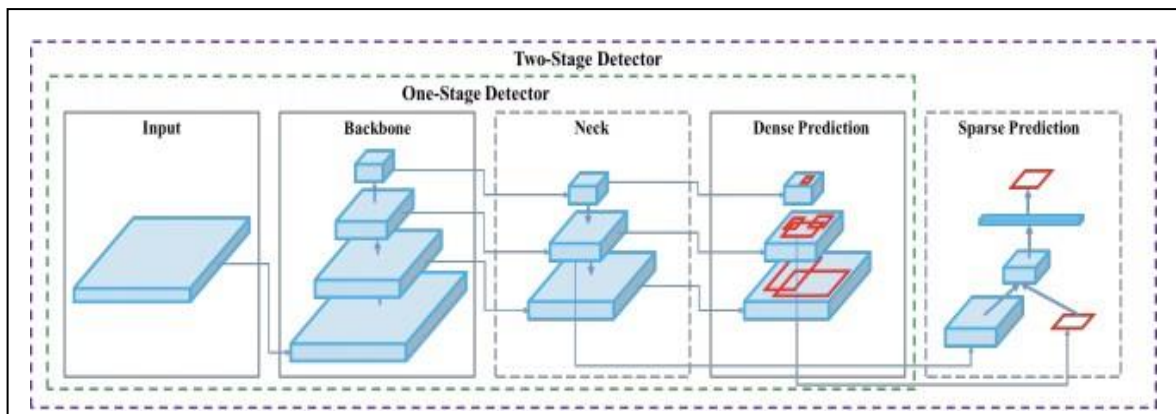 Two-Stage Detector
One-Stage Detector
Input
Backbone
Neck
Dense Prediction
Sparse Prediction